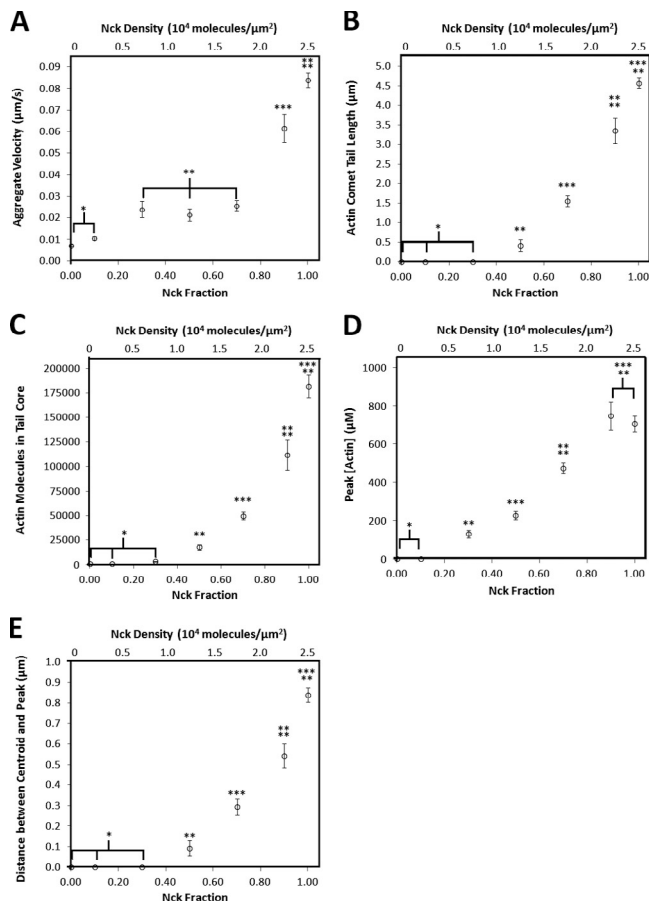 A
Nck Density (10⁴ molecules/μm²)
0 0.5 1.0 1.5 2.0 2.5
Aggregate Velocity (μm/s)
0.09
0.08
0.07
0.06
0.05
0.04
0.03
0.02
0.01
0.00
*
**
***
**
**
0.00 0.20 0.40 0.60 0.80 1.00
Nck Fraction
B
Nck Density (10⁴ molecules/μm²)
0 0.5 1.0 1.5 2.0 2.5
Actin Comet Tail Length (μm)
5.0
4.5
4.0
3.5
3.0
2.5
2.0
1.5
1.0
0.5
0.0
*
**
***
**
**
***
**
0.00 0.20 0.40 0.60 0.80 1.00
Nck Fraction
C
Nck Density (10⁴ molecules/μm²)
0 0.5 1.0 1.5 2.0 2.5
Actin Molecules in Tail Core
200000
175000
150000
125000
100000
75000
50000
25000
0
*
**
***
**
**
***
**
0.00 0.20 0.40 0.60 0.80 1.00
Nck Fraction
D
Nck Density (10⁴ molecules/μm²)
0 0.5 1.0 1.5 2.0 2.5
Peak [Actin] (μM)
1000
800
600
400
200
0
*
**
***
**
**
***
**
0.00 0.20 0.40 0.60 0.80 1.00
Nck Fraction
E
Nck Density (10⁴ molecules/μm²)
0 0.5 1.0 1.5 2.0 2.5
Distance between Centroid and Peak (μm)
1.0
0.9
0.8
0.7
0.6
0.5
0.4
0.3
0.2
0.1
0.0
*
**
***
**
**
***
**
0.00 0.20 0.40 0.60 0.80 1.00
Nck Fraction